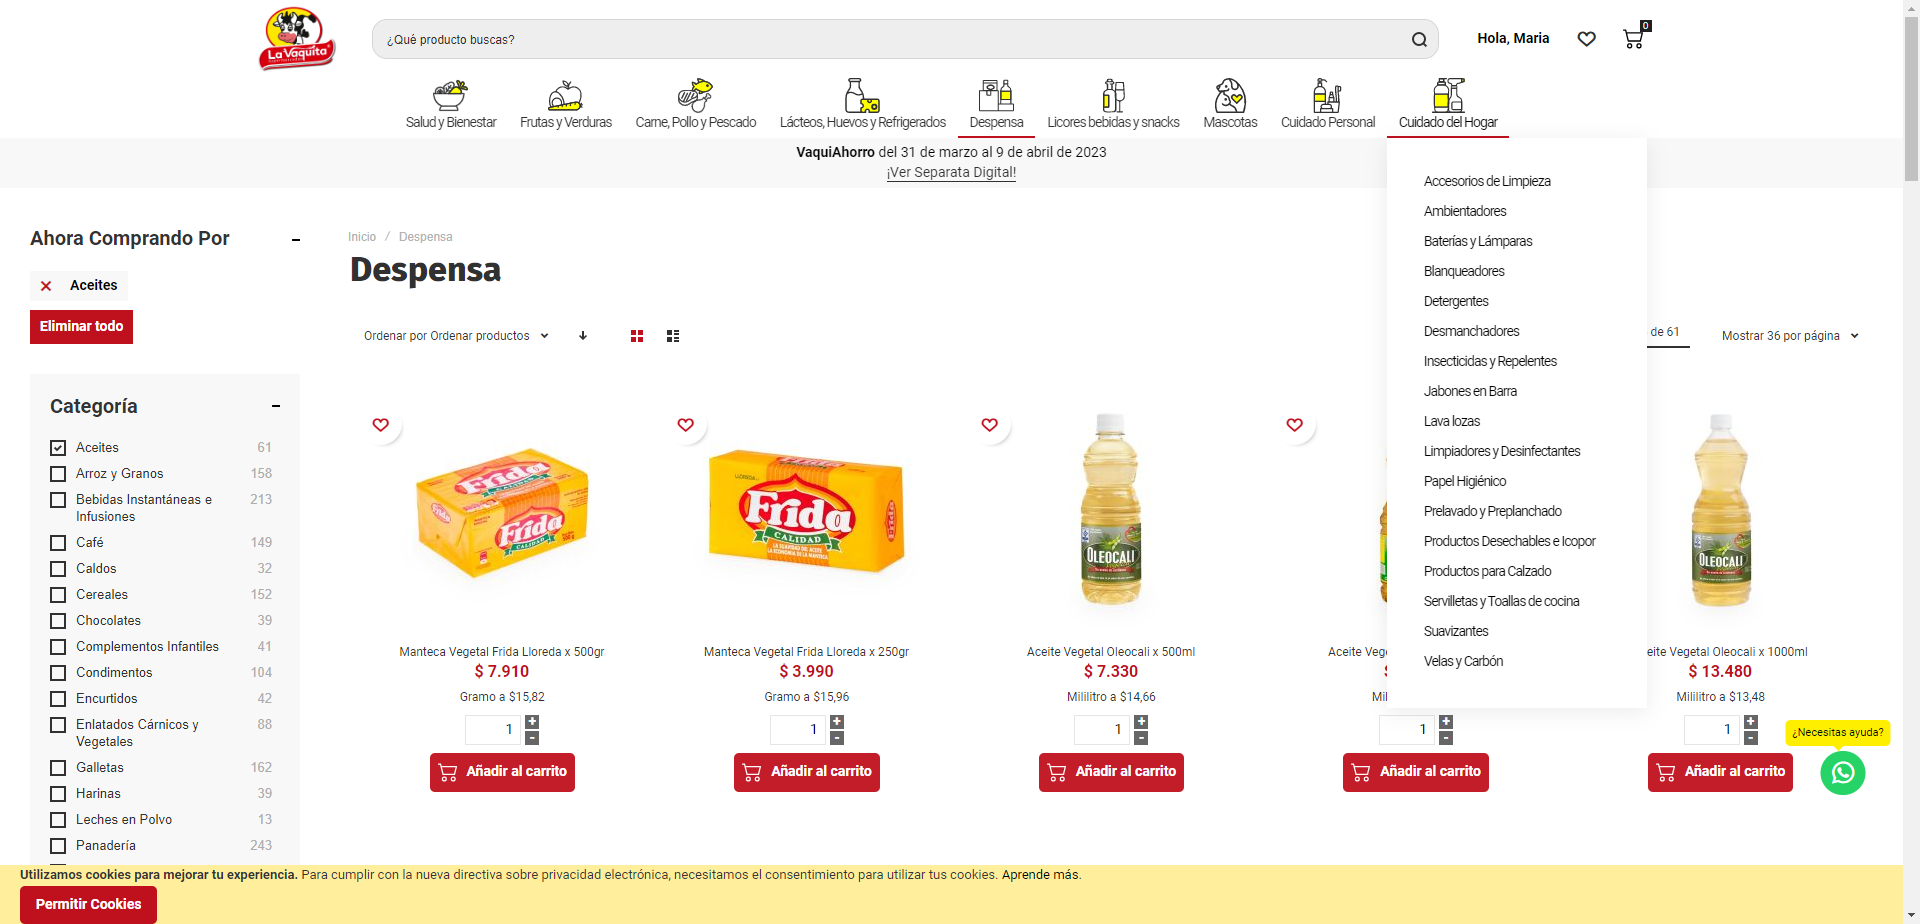 La Vaquita
¿Qué producto buscas?
Hola, Maria
0
Salud y Bienestar
Frutas y Verduras
Carne, Pollo y Pescado
Lácteos, Huevos y Refrigerados
Despensa
Licores bebidas y snacks
Mascotas
Cuidado Personal
Cuidado del Hogar
VaquiAhorro del 31 de marzo al 9 de abril de 2023
¡Ver Separata Digital!
Accesorios de Limpieza
Ambientadores
Baterías y Lámparas
Blanqueadores
Detergentes
Desmanchadores
Insecticidas y Repelentes
Jabones en Barra
Lava lozas
Limpiadores y Desinfectantes
Papel Higiénico
Prelavado y Preplanchado
Productos Desechables e Icopor
Productos para Calzado
Servilletas y Toallas de cocina
Suavizantes
Velas y Carbón
Ahora Comprando Por
Aceites
Eliminar todo
Categoría
Aceites 61
Arroz y Granos 158
Bebidas Instantáneas e 213
Infusiones
Café 149
Caldos 32
Cereales 152
Chocolates 39
Complementos Infantiles 41
Condimentos 104
Encurtidos 42
Enlatados Cárnicos y 88
Vegetales
Galletas 162
Harinas 39
Leches en Polvo 13
Panadería 243
Inicio / Despensa
Despensa
Ordenar por Ordenar productos
de 61
Mostrar 36 por página
Frida
Frida
CALIDAD
Frida
CALIDAD
OLEOCALI
OLEOCALI
Manteca Vegetal Frida Lloreda x 500gr
$ 7.910
Gramo a $15,82
1
+
-
Añadir al carrito
Manteca Vegetal Frida Lloreda x 250gr
$ 3.990
Gramo a $15,96
1
+
-
Añadir al carrito
Aceite Vegetal Oleocali x 500ml
$ 7.330
Mililitro a $14,66
1
+
-
Añadir al carrito
Aceite Veg
$
Mil
1
+
-
Añadir al carrito
eite Vegetal Oleocali x 1000ml
$ 13.480
Mililitro a $13,48
1
+
-
Añadir al carrito
¿Necesitas ayuda?
Utilizamos cookies para mejorar tu experiencia. Para cumplir con la nueva directiva sobre privacidad electrónica, necesitamos el consentimiento para utilizar tus cookies. Aprende más.
Permitir Cookies